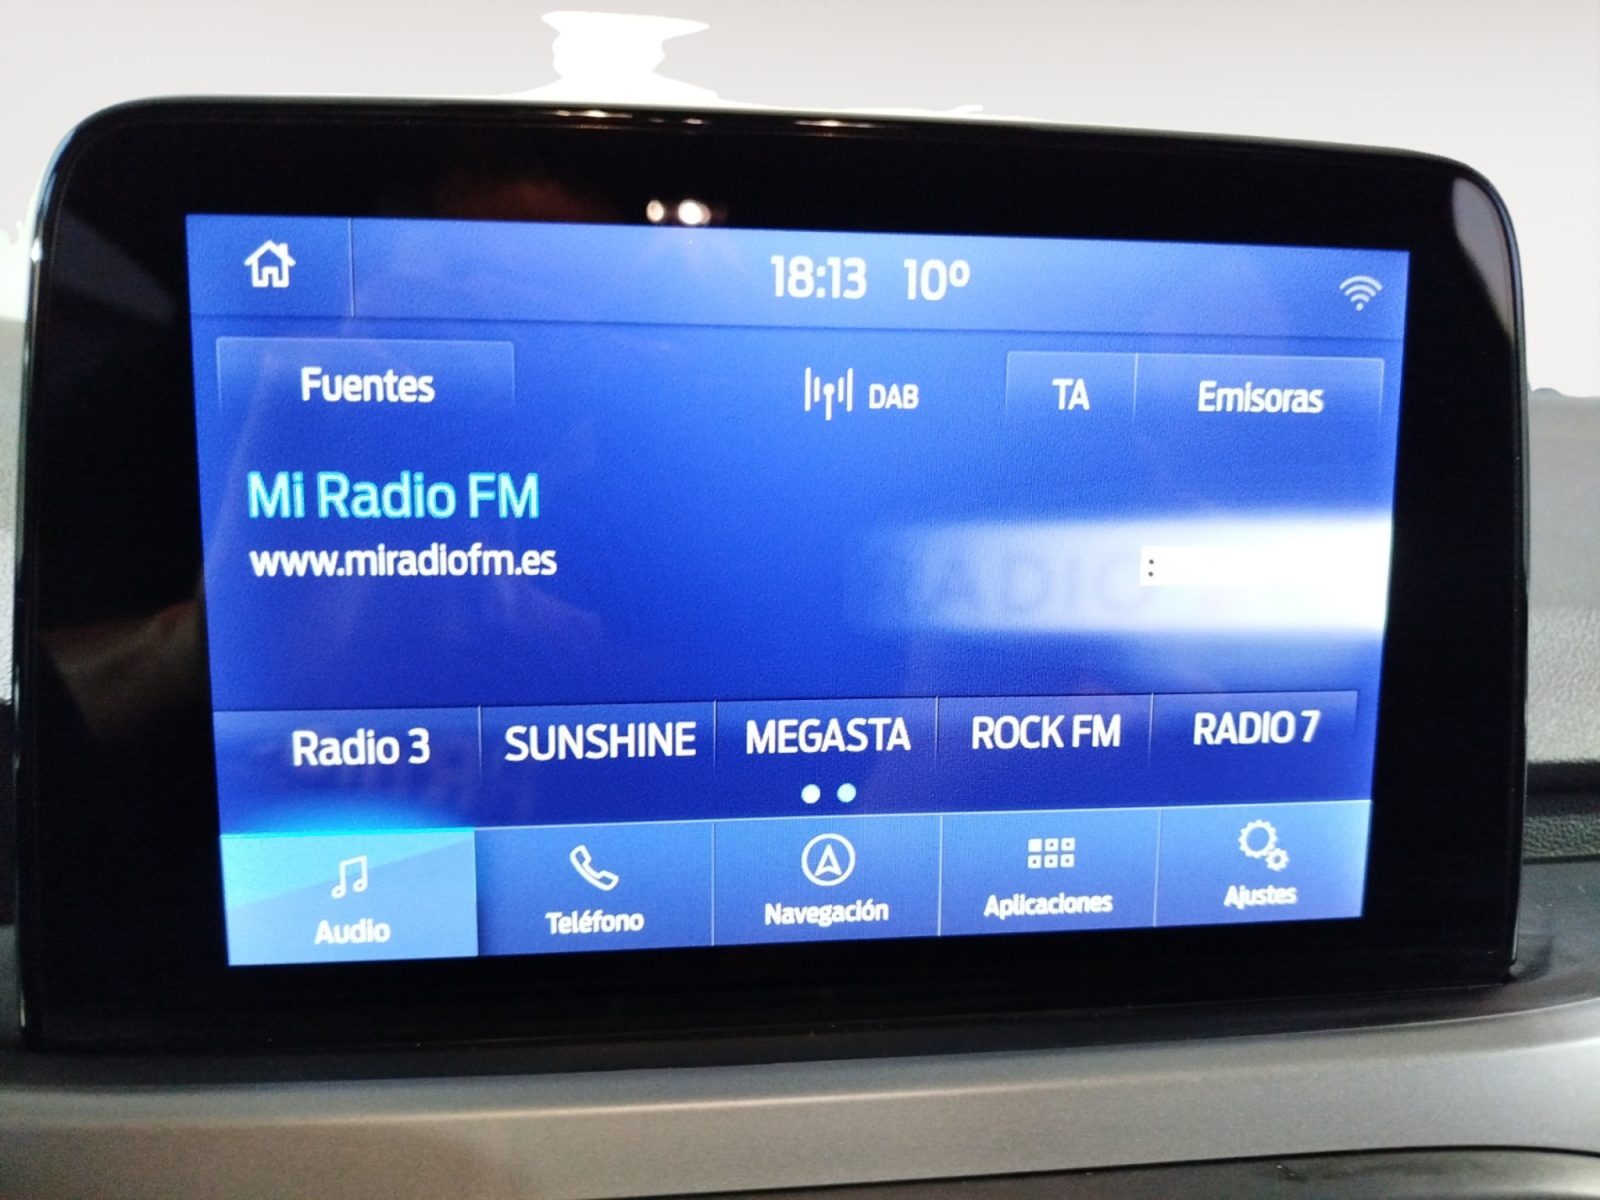 18:13 10º
Fuentes DAB TA Emisoras
Mi Radio FM
www.miradiofm.es
RADIO :
Radio 3 SUNSHINE MEGASTA ROCK FM RADIO 7
Audio Teléfono Navegación Aplicaciones Ajustes